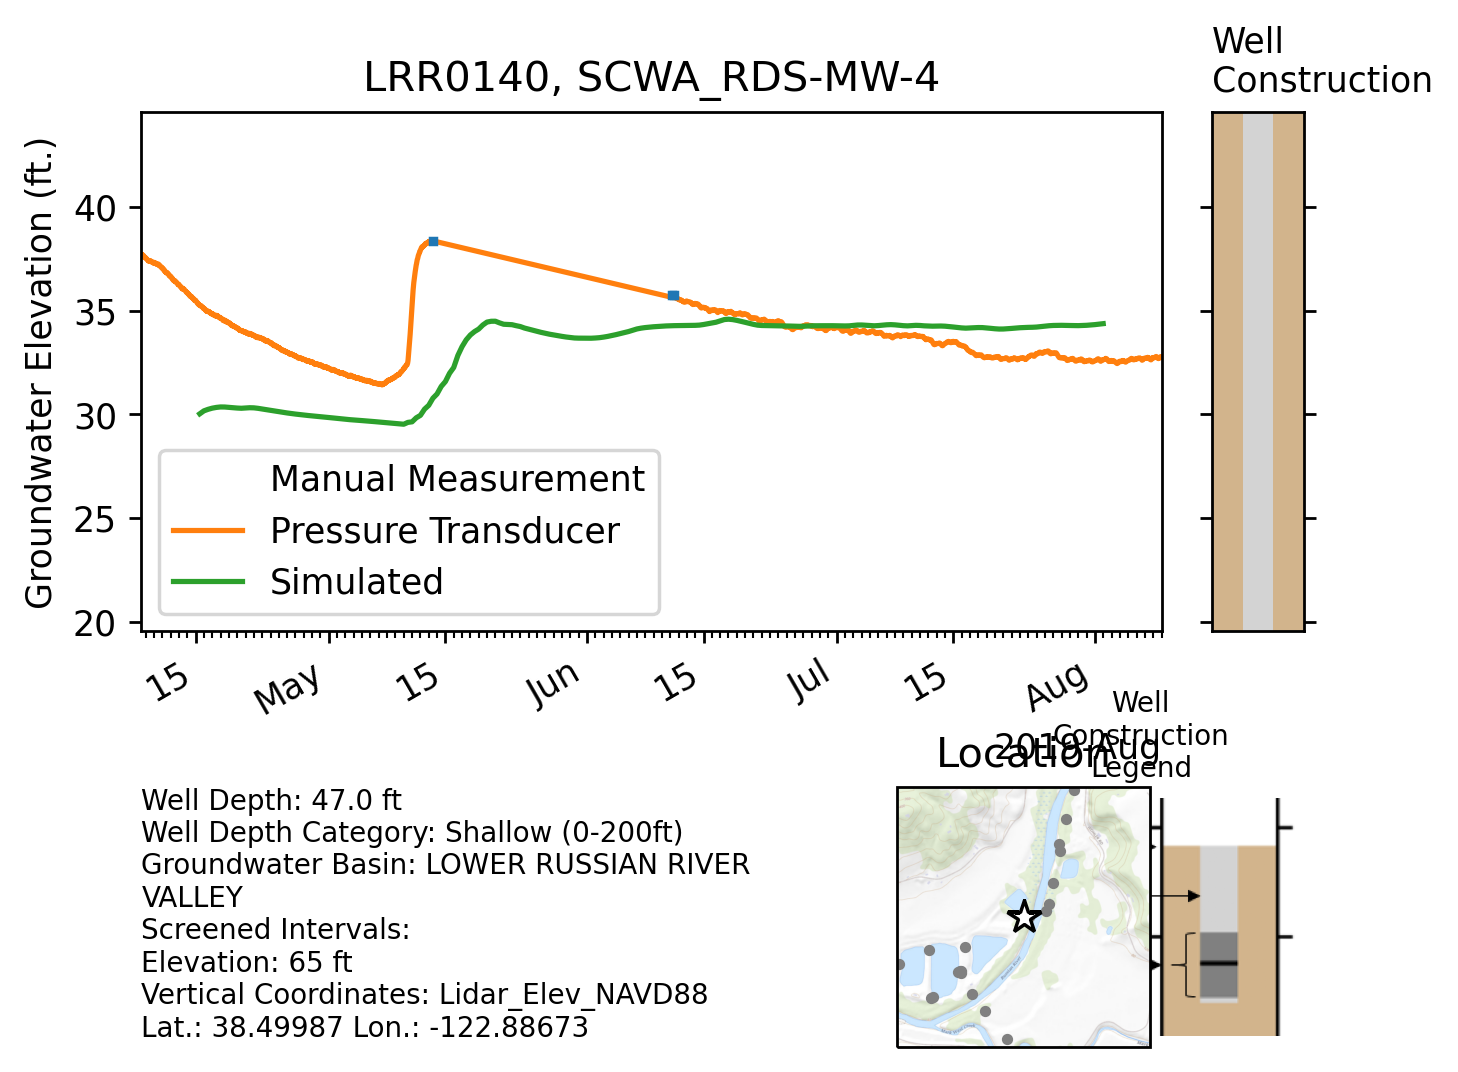 Well
Construction
LRR0140, SCWA_RDS-MW-4
Groundwater Elevation (ft.)
40
35
30
25
20
Manual Measurement
Pressure Transducer
Simulated
15
May
15
Jun
15
Jul
15
Aug
2019-Aug
Location
Well
Construction
Legend
Well Depth: 47.0 ft
Well Depth Category: Shallow (0-200ft)
Groundwater Basin: LOWER RUSSIAN RIVER
VALLEY
Screened Intervals:
Elevation: 65 ft
Vertical Coordinates: Lidar_Elev_NAVD88
Lat.: 38.49987 Lon.: -122.88673